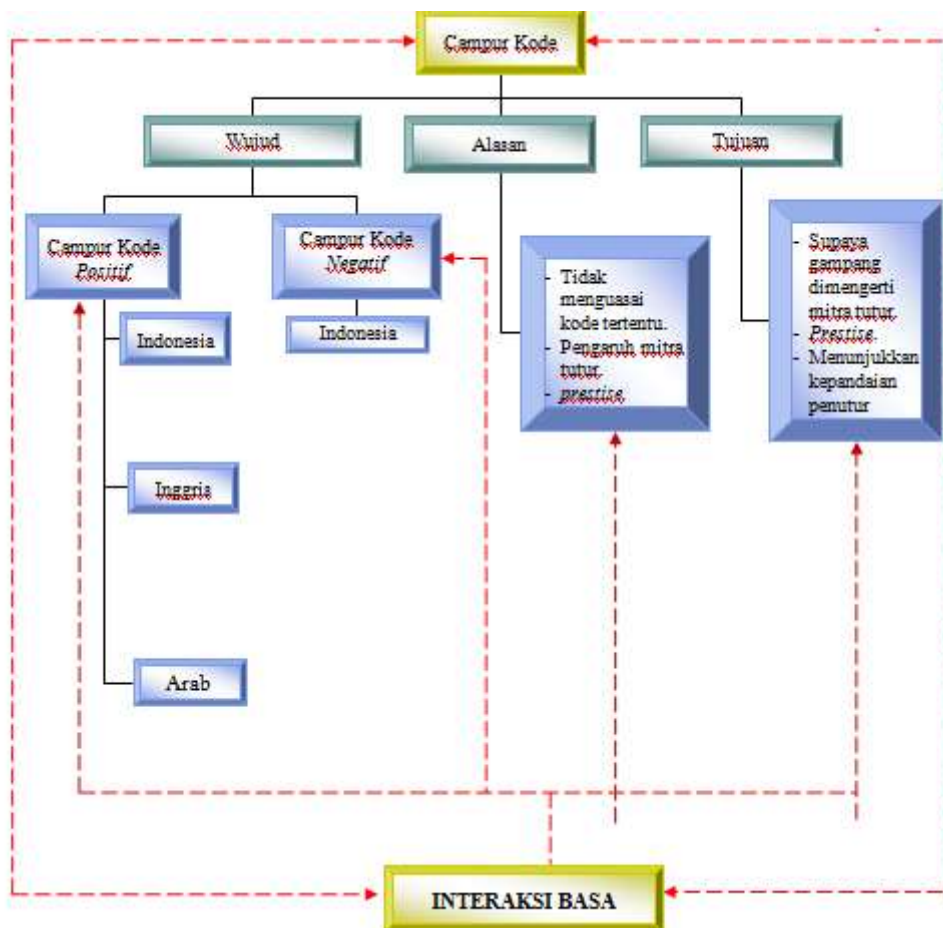 Campur Kode
Wujud
Alasan
Tujuan
Campur Kode
Positif
Campur Kode
Negatif
- Tidak
menguasai
kode tertentu.
- Pengaruh mitra
tutur.
- prestise
- Supaya
gampang
dimengerti
mitra tutur.
- Prestise.
- Menunjukkan
kepandaian
penutur
Indonesia
Indonesia
Inggris
Arab
INTERAKSI BASA